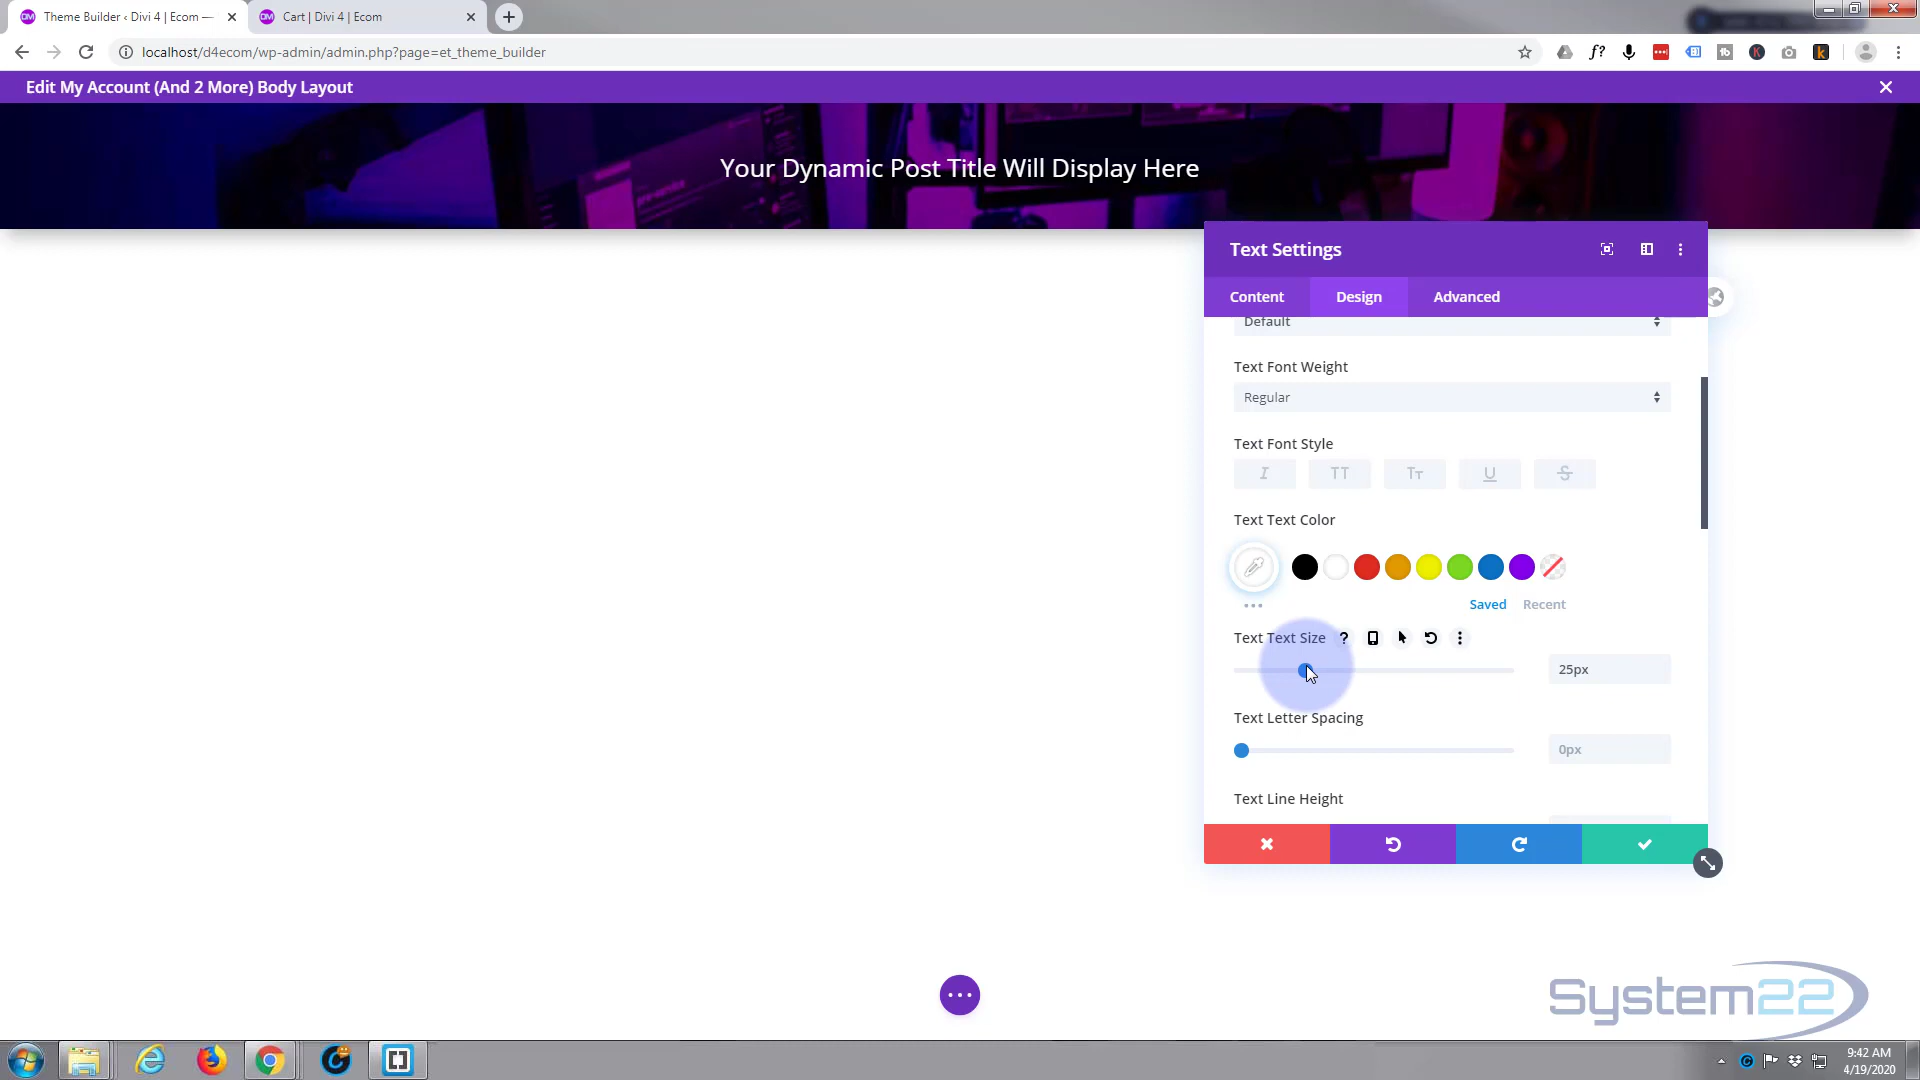 Theme Builder ‹ Divi 4 | Ecom —
Cart | Divi 4 | Ecom
localhost/d4ecom/wp-admin/admin.php?page=et_theme_builder
Edit My Account (And 2 More) Body Layout
Your Dynamic Post Title Will Display Here
Text Settings
Content
Design
Advanced
Default
Text Font Weight
Regular
Text Font Style
I
TT
Tt
U
S
Text Text Color
Saved
Recent
Text Text Size
25px
Text Letter Spacing
0px
Text Line Height
System22
9:42 AM
4/19/2020